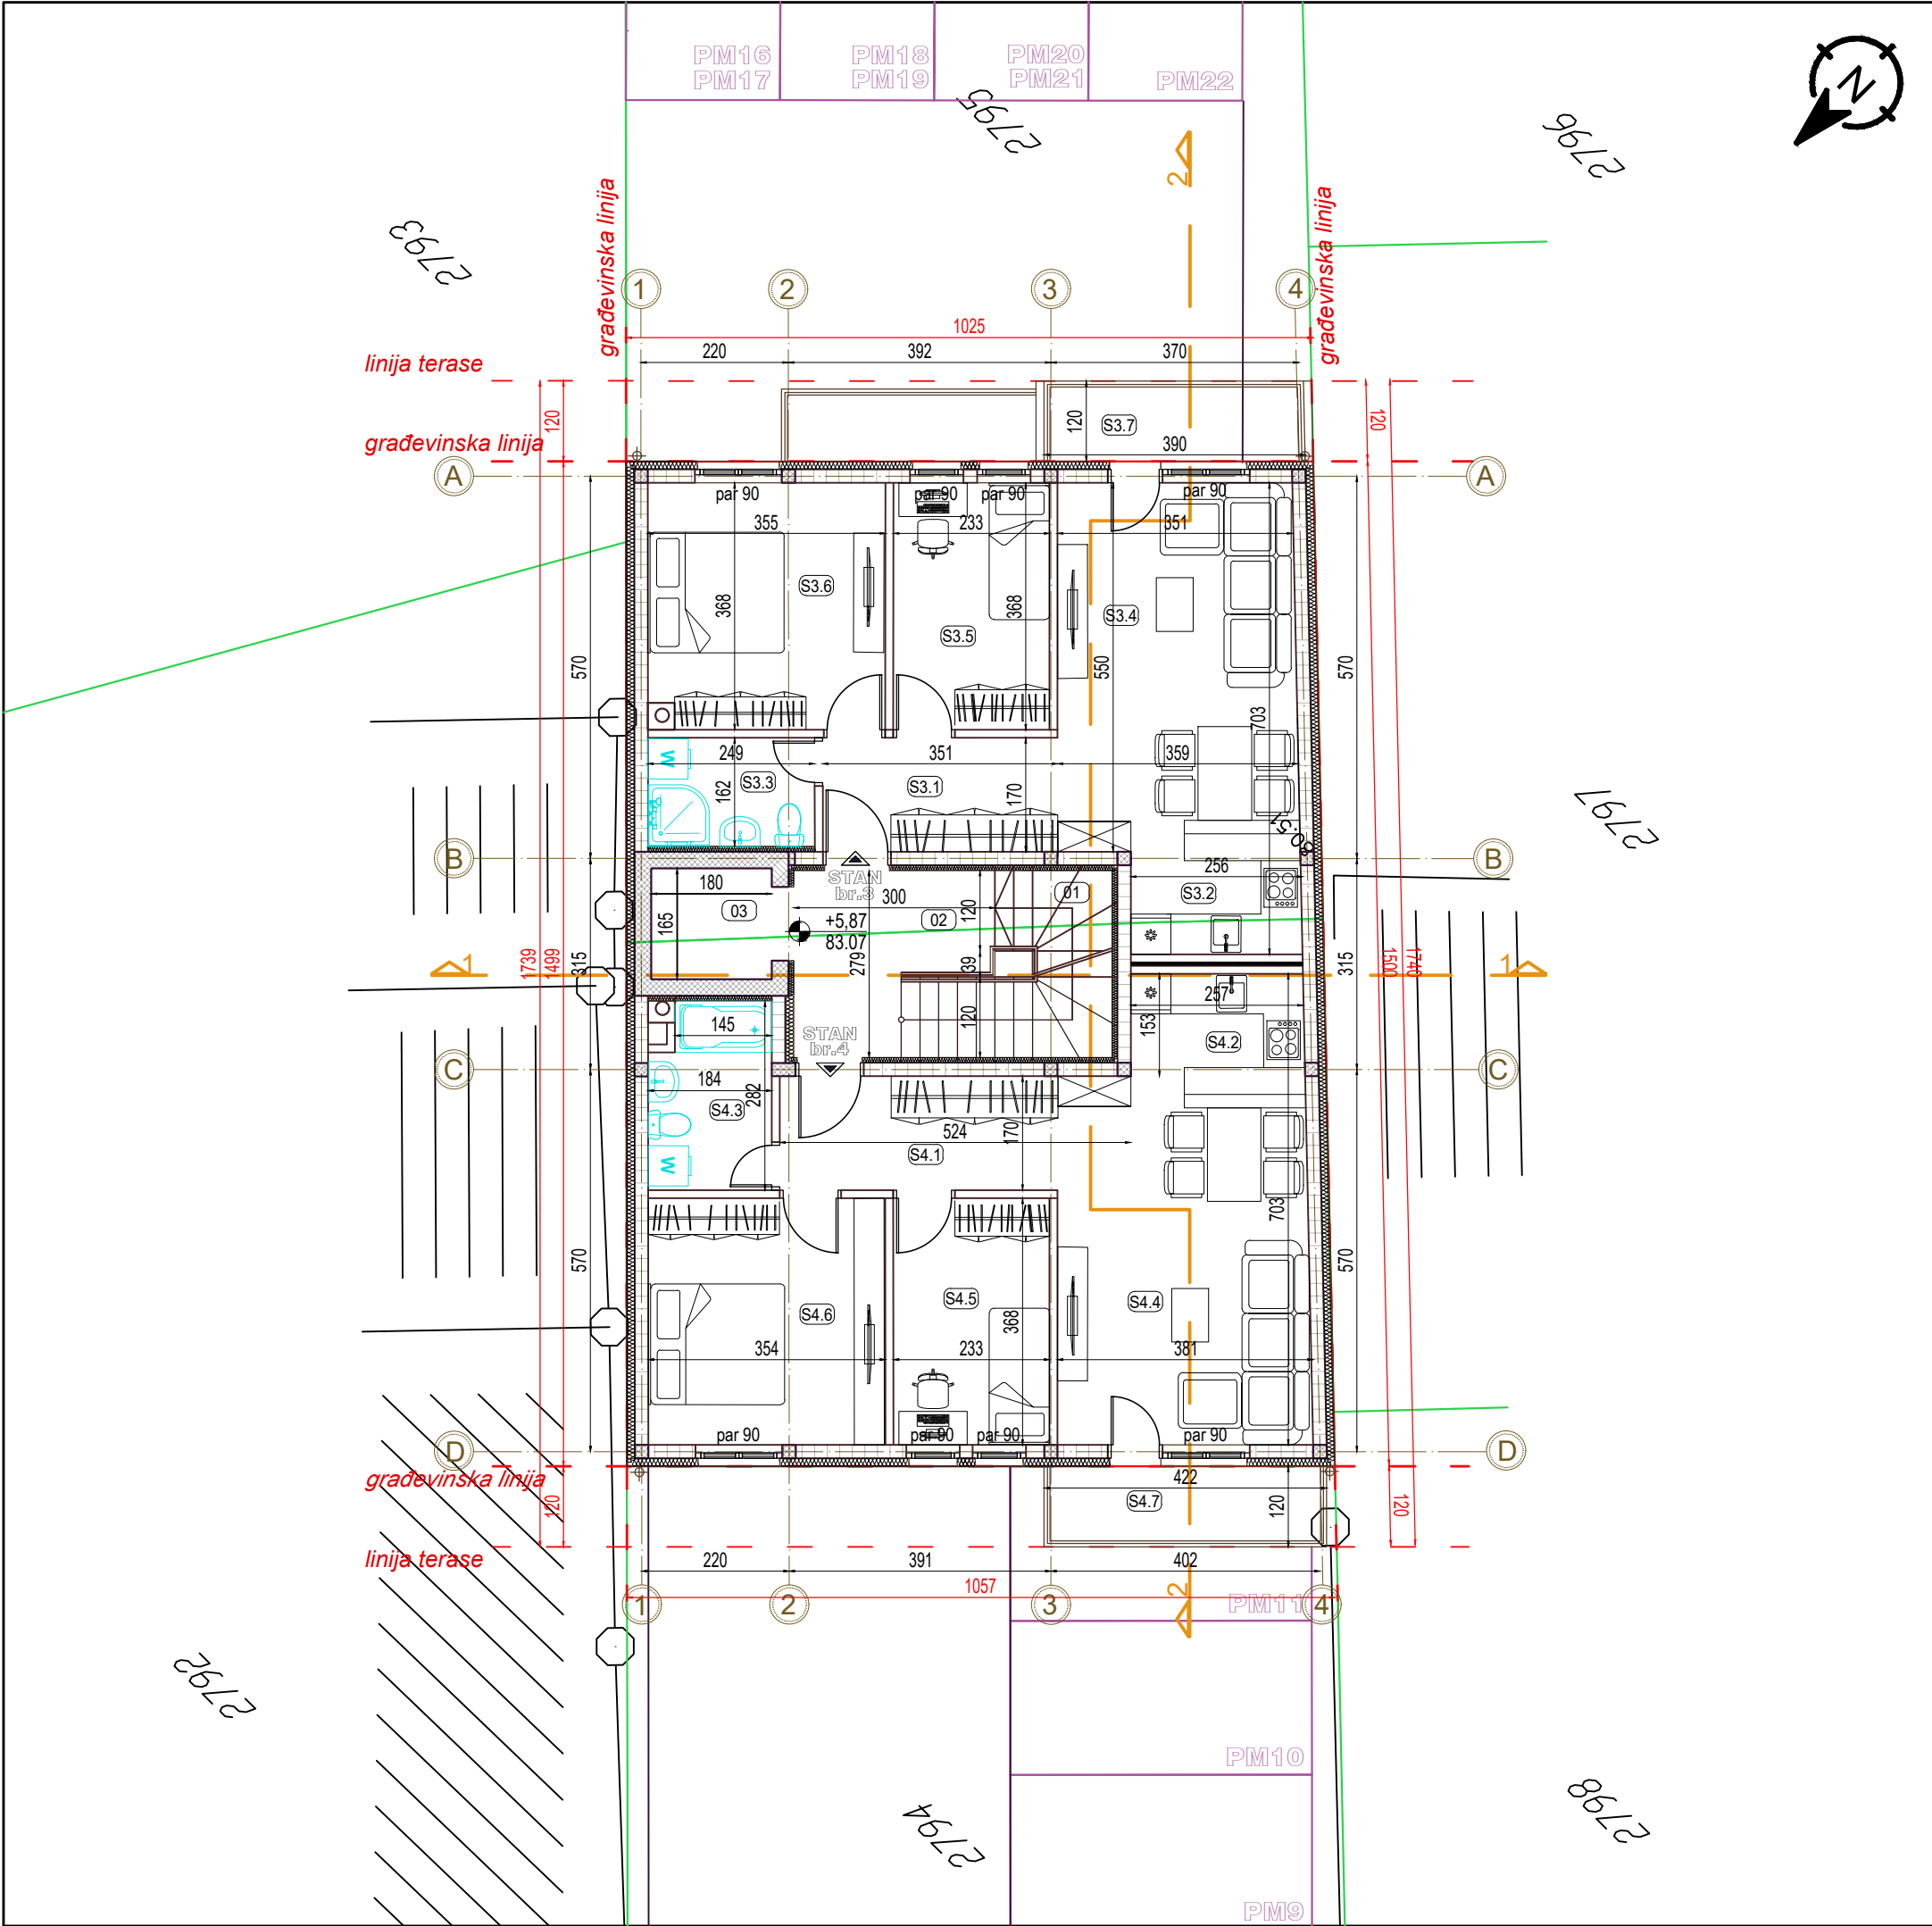 PM16
PM17
PM18
PM19
PM20
PM21
PM22
N
2795
2796
2793
2
građevinska linija
građevinska linija
1
2
3
4
1025
220
392
370
linija terase
120
120
120
S3.7
390
građevinska linija
A
A
par 90
par 90
par 90
par 90
355
233
351
S3.6
368
368
S3.5
S3.4
570
550
570
703
249
351
359
S3.3
162
S3.1
170
2797
80.51
B
B
STAN
br.3
180
300
01
256
S3.2
03
02
120
165
+5,87
83.07
279
39
1739
1499
315
315
1500
1740
1
1
257
145
STAN
br.4
120
153
S4.2
C
C
184
282
S4.3
524
170
S4.1
W
W
703
570
570
S4.6
S4.5
S4.4
368
354
233
381
par 90
par 90
par 90
par 90
D
D
građevinska linija
422
120
S4.7
120
120
linija terase
220
391
402
1057
1
2
3
4
2
PM11
2792
PM10
2794
2798
PM9